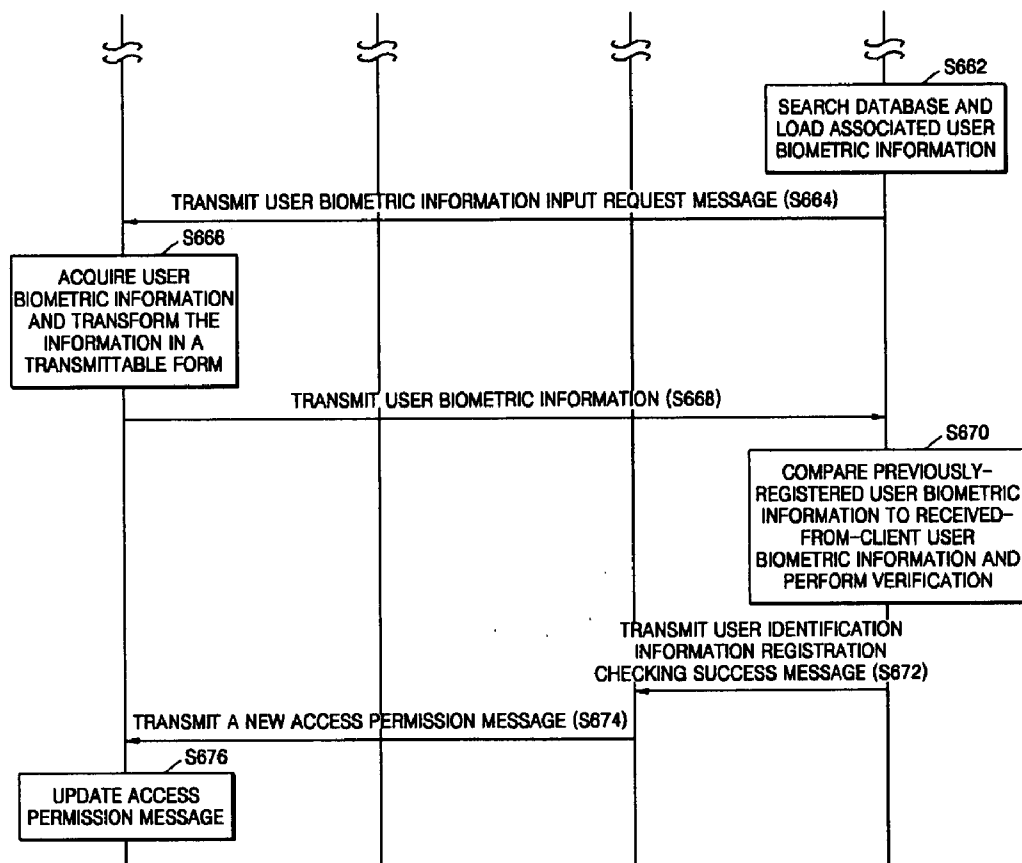 S662
SEARCH DATABASE AND
LOAD ASSOCIATED USER
BIOMETRIC INFORMATION
TRANSMIT USER BIOMETRIC INFORMATION INPUT REQUEST MESSAGE (S664)
S666
ACQUIRE USER
BIOMETRIC INFORMATION
AND TRANSFORM THE
INFORMATION IN A
TRANSMITTABLE FORM
TRANSMIT USER BIOMETRIC INFORMATION (S668)
S670
COMPARE PREVIOUSLY-
REGISTERED USER BIOMETRIC
INFORMATION TO RECEIVED-
FROM-CLIENT USER
BIOMETRIC INFORMATION AND
PERFORM VERIFICATION
TRANSMIT USER IDENTIFICATION
INFORMATION REGISTRATION
CHECKING SUCCESS MESSAGE (S672)
TRANSMIT A NEW ACCESS PERMISSION MESSAGE (S674)
S676
UPDATE ACCESS
PERMISSION MESSAGE